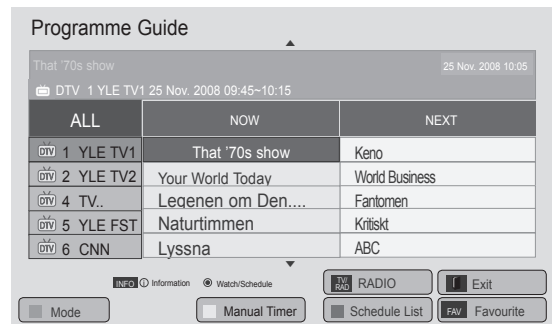 Programme Guide
That '70s show 25 Nov. 2008 10:05
DTV 1 YLE TV1 25 Nov. 2008 09:45~10:15
ALL NOW NEXT
DTV 1 YLE TV1 That '70s show Keno
DTV 2 YLE TV2 Your World Today World Business
DTV 4 TV.. Legenen om Den.... Fantomen
DTV 5 YLE FST Naturtimmen Kritiskt
DTV 6 CNN Lyssna ABC
INFO i Information Watch/Schedule TV/RAD RADIO Exit
Mode Manual Timer Schedule List FAV Favourite